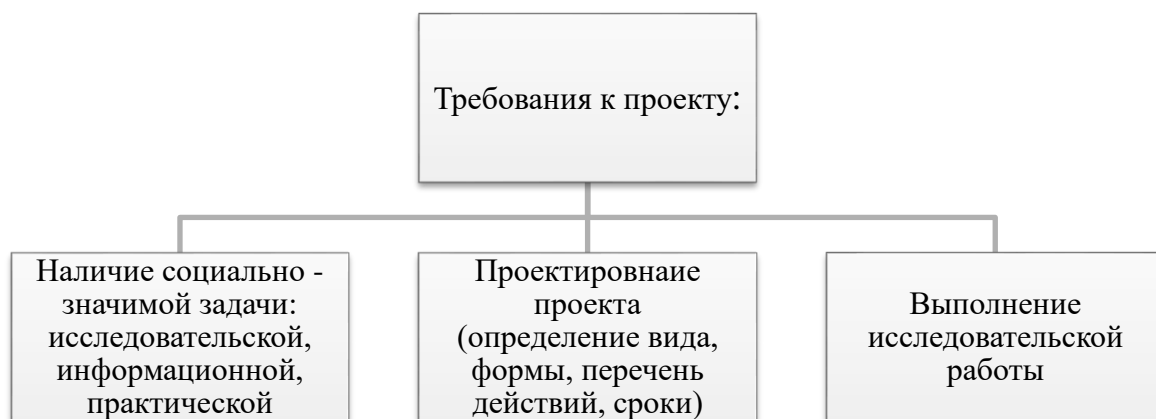 Требования к проекту:
Наличие социально -
значимой задачи:
исследовательской,
информационной,
практической
Проектировнаие
проекта
(определение вида,
формы, перечень
действий, сроки)
Выполнение
исследовательской
работы